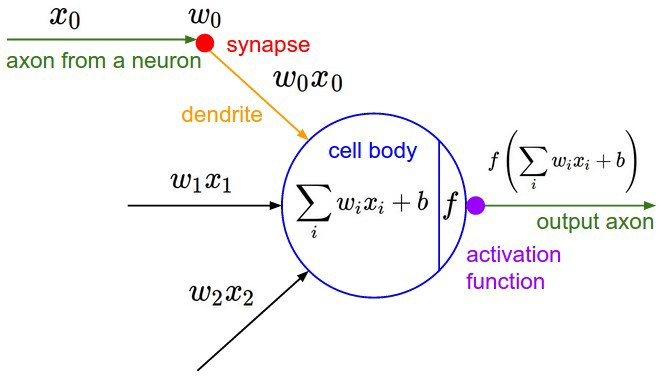 x₀
w₀
axon from a neuron
synapse
w₀x₀
dendrite
cell body
w₁x₁
∑ᵢ wᵢxᵢ + b
f
f(∑ᵢ wᵢxᵢ + b)
output axon
activation
function
w₂x₂